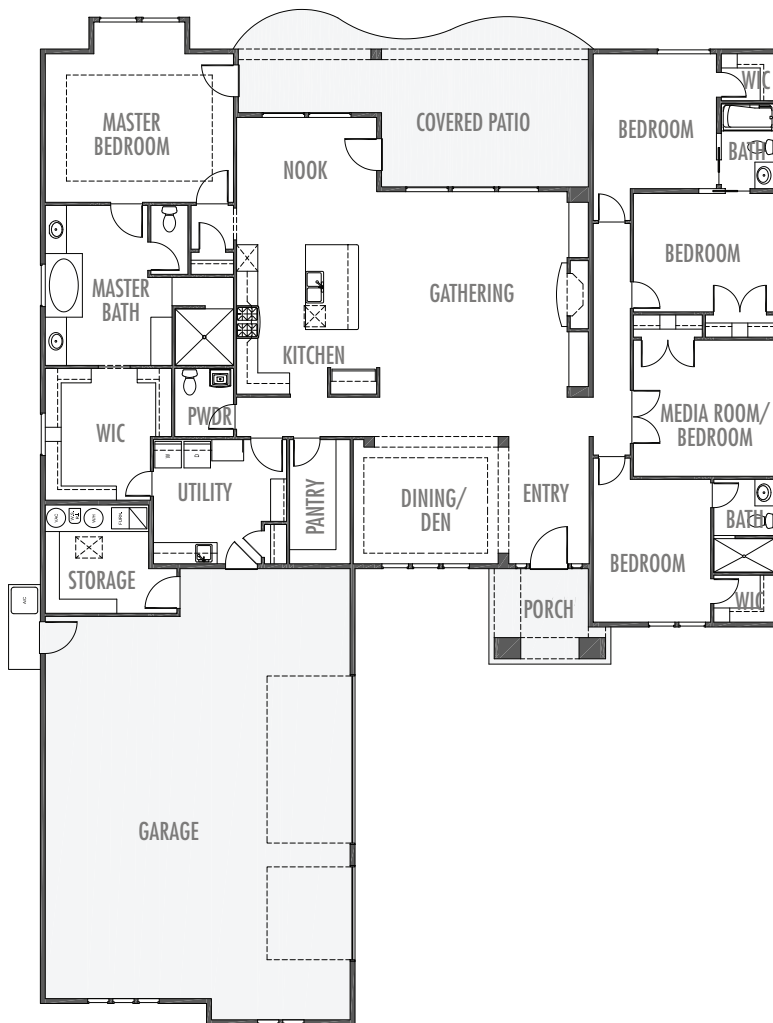 MASTER
BEDROOM
COVERED PATIO
NOOK
BEDROOM
WIC
BATH
BEDROOM
GATHERING
MASTER
BATH
KITCHEN
PWDR
WIC
MEDIA ROOM/
BEDROOM
UTILITY
PANTRY
DINING/
DEN
ENTRY
BATH
BEDROOM
WIC
STORAGE
PORCH
GARAGE